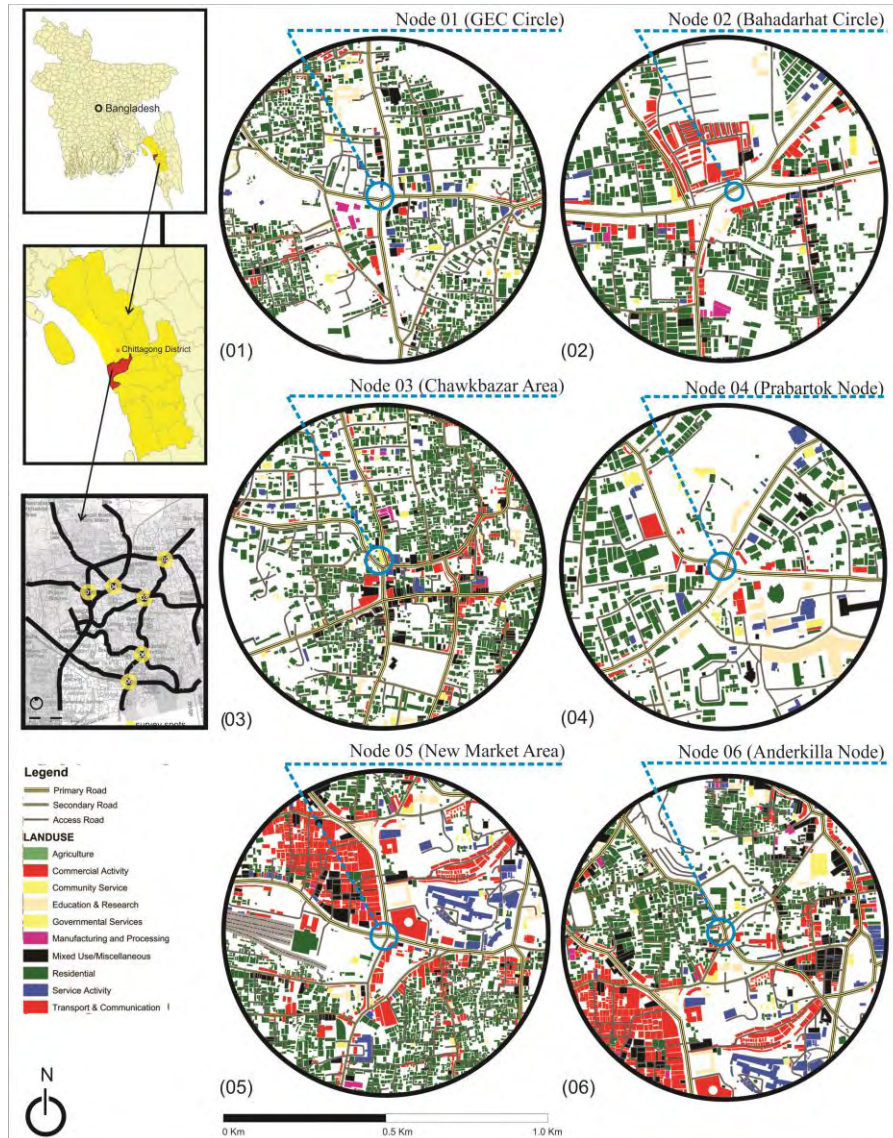 Node 01 (GEC Circle)
Node 02 (Bahadarhat Circle)
Bangladesh
Chittagong District
(01)
(02)
Node 03 (Chawkbazar Area)
Node 04 (Prabartok Node)
(03)
(04)
survey spots
Node 05 (New Market Area)
Node 06 (Anderkilla Node)
Legend
Primary Road
Secondary Road
Access Road
LANDUSE
Agriculture
Commercial Activity
Community Service
Education & Research
Governmental Services
Manufacturing and Processing
Mixed Use/Miscellaneous
Residential
Service Activity
Transport & Communication
(05)
(06)
N
0 Km
0.5 Km
1.0 Km